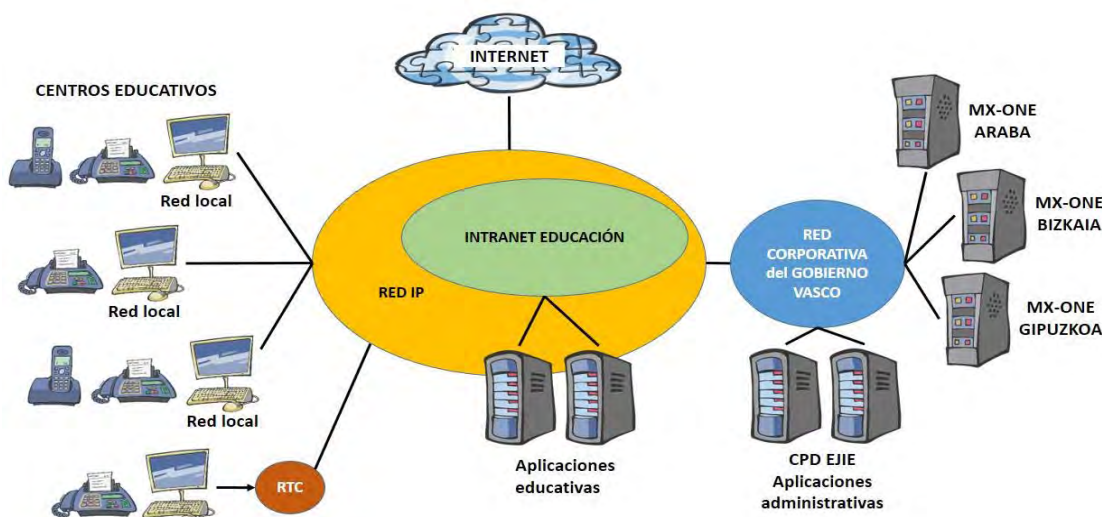 INTERNET
CENTROS EDUCATIVOS
Red local
Red local
Red local
RTC
RED IP
INTRANET EDUCACIÓN
Aplicaciones
educativas
RED
CORPORATIVA
del GOBIERNO
VASCO
CPD EJIE
Aplicaciones
administrativas
MX-ONE
ARABA
MX-ONE
BIZKAIA
MX-ONE
GIPUZKOA